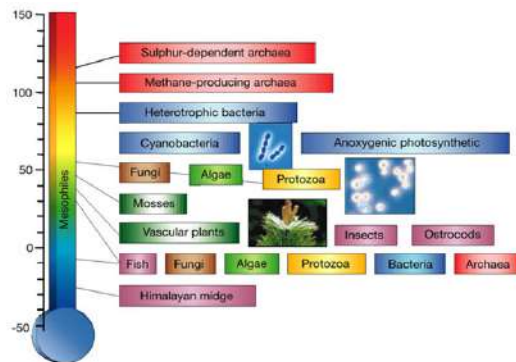 150
Sulphur-dependent archaea
Methane-producing archaea
100
Heterotrophic bacteria
Cyanobacteria
Anoxygenic photosynthetic
50
Fungi
Algae
Protozoa
Mesophiles
Mosses
Vascular plants
Insects
Ostrocods
0
Fish
Fungi
Algae
Protozoa
Bacteria
Archaea
Himalayan midge
-50